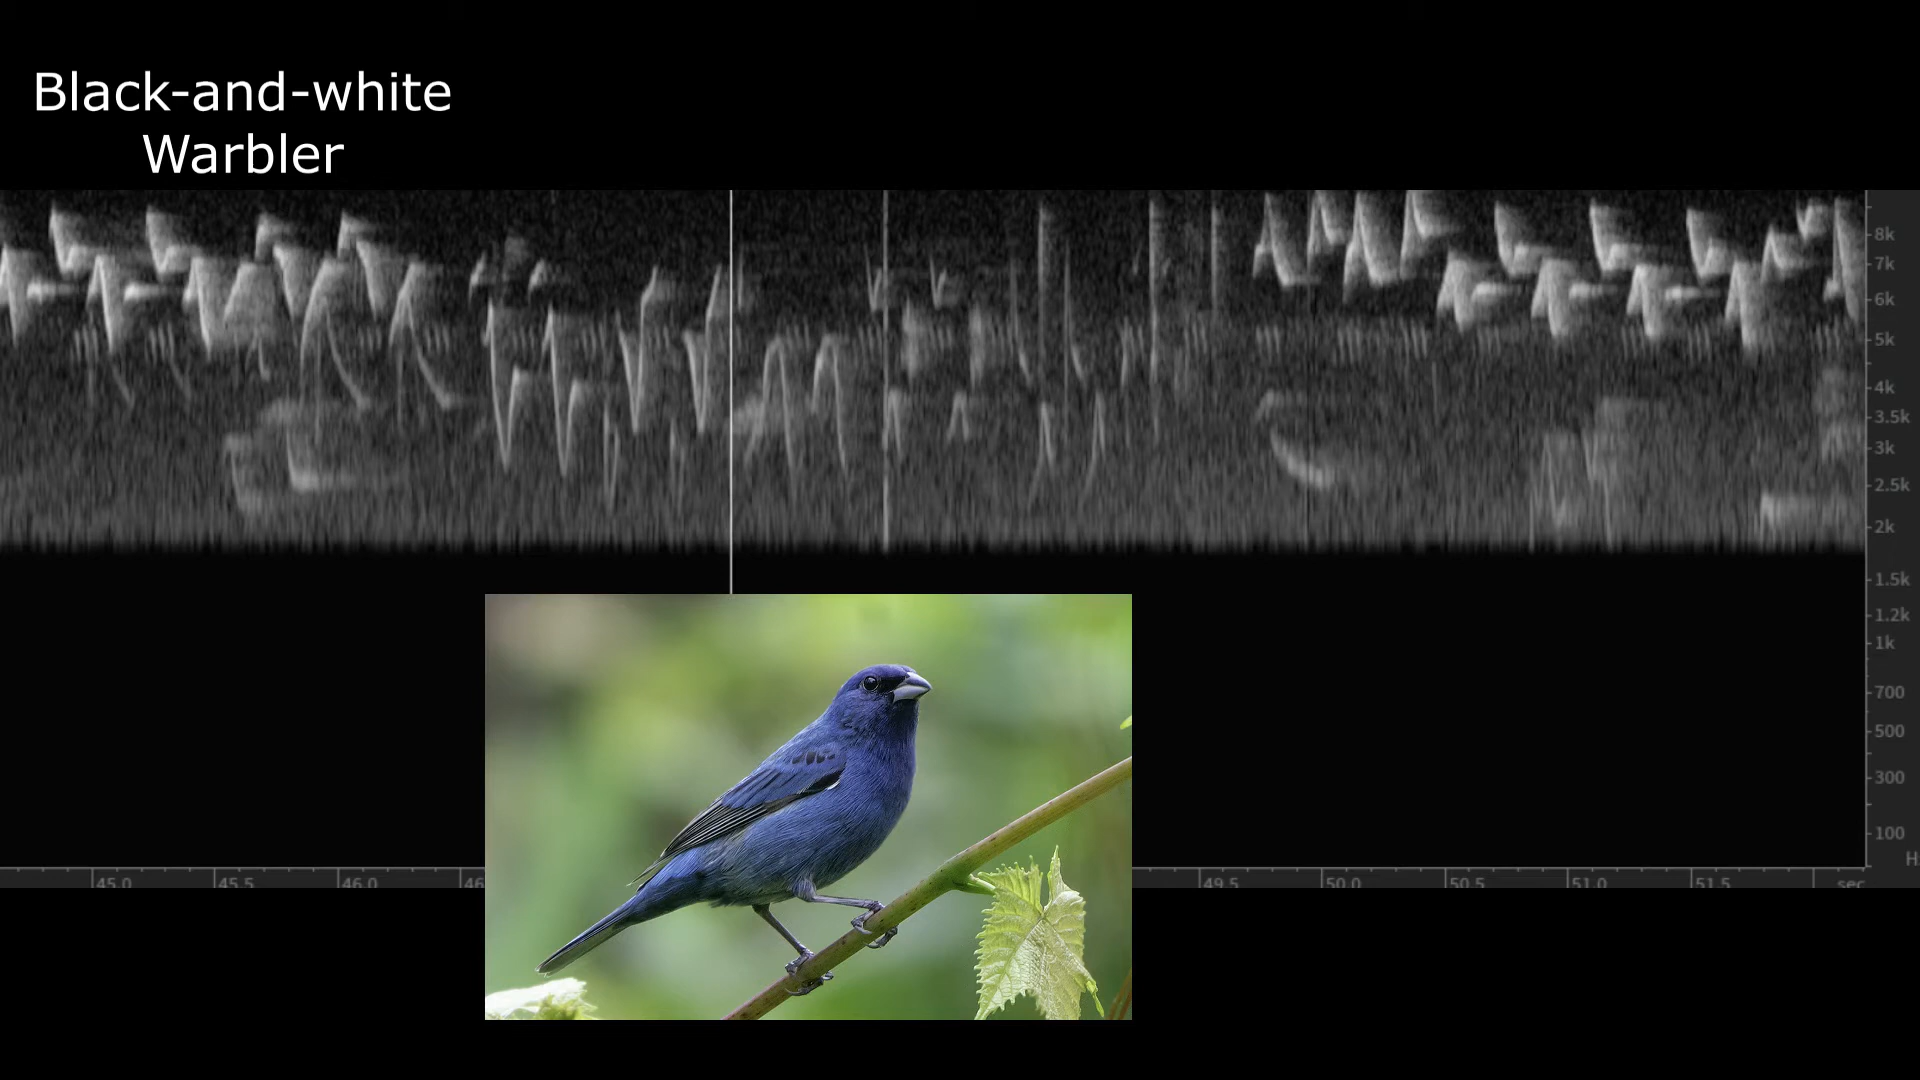 Black-and-white
Warbler
8k
7k
6k
5k
4k
3.5k
3k
2.5k
2k
1.5k
1.2k
1k
700
500
300
100
45.0 45.5 46.0 46 49.5 50.0 50.5 51.0 51.5 sec